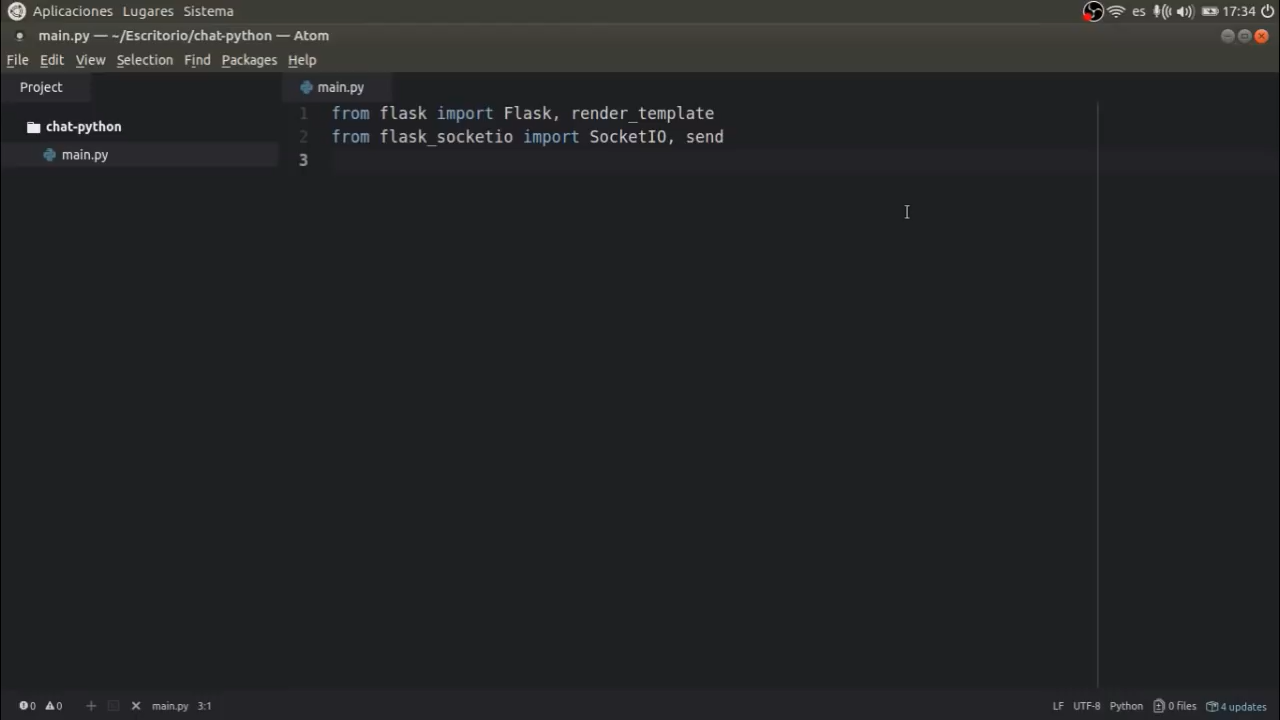 Aplicaciones Lugares Sistema es 17:34
main.py — ~/Escritorio/chat-python — Atom
File Edit View Selection Find Packages Help
Project main.py
chat-python
main.py
1 from flask import Flask, render_template
2 from flask_socketio import SocketIO, send
3
0 0 main.py 3:1 LF UTF-8 Python 0 files 4 updates